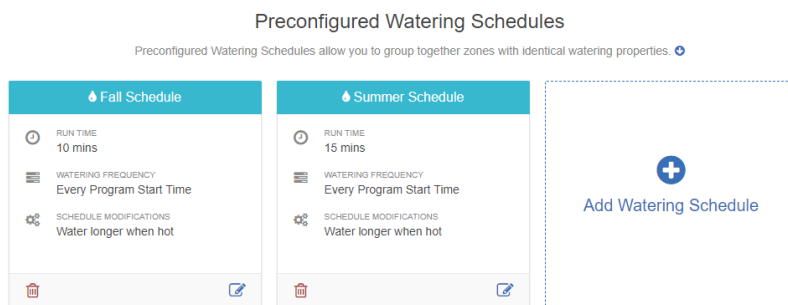 Preconfigured Watering Schedules
Preconfigured Watering Schedules allow you to group together zones with identical watering properties.
Fall Schedule
RUN TIME
10 mins
WATERING FREQUENCY
Every Program Start Time
SCHEDULE MODIFICATIONS
Water longer when hot
Summer Schedule
RUN TIME
15 mins
WATERING FREQUENCY
Every Program Start Time
SCHEDULE MODIFICATIONS
Water longer when hot
Add Watering Schedule